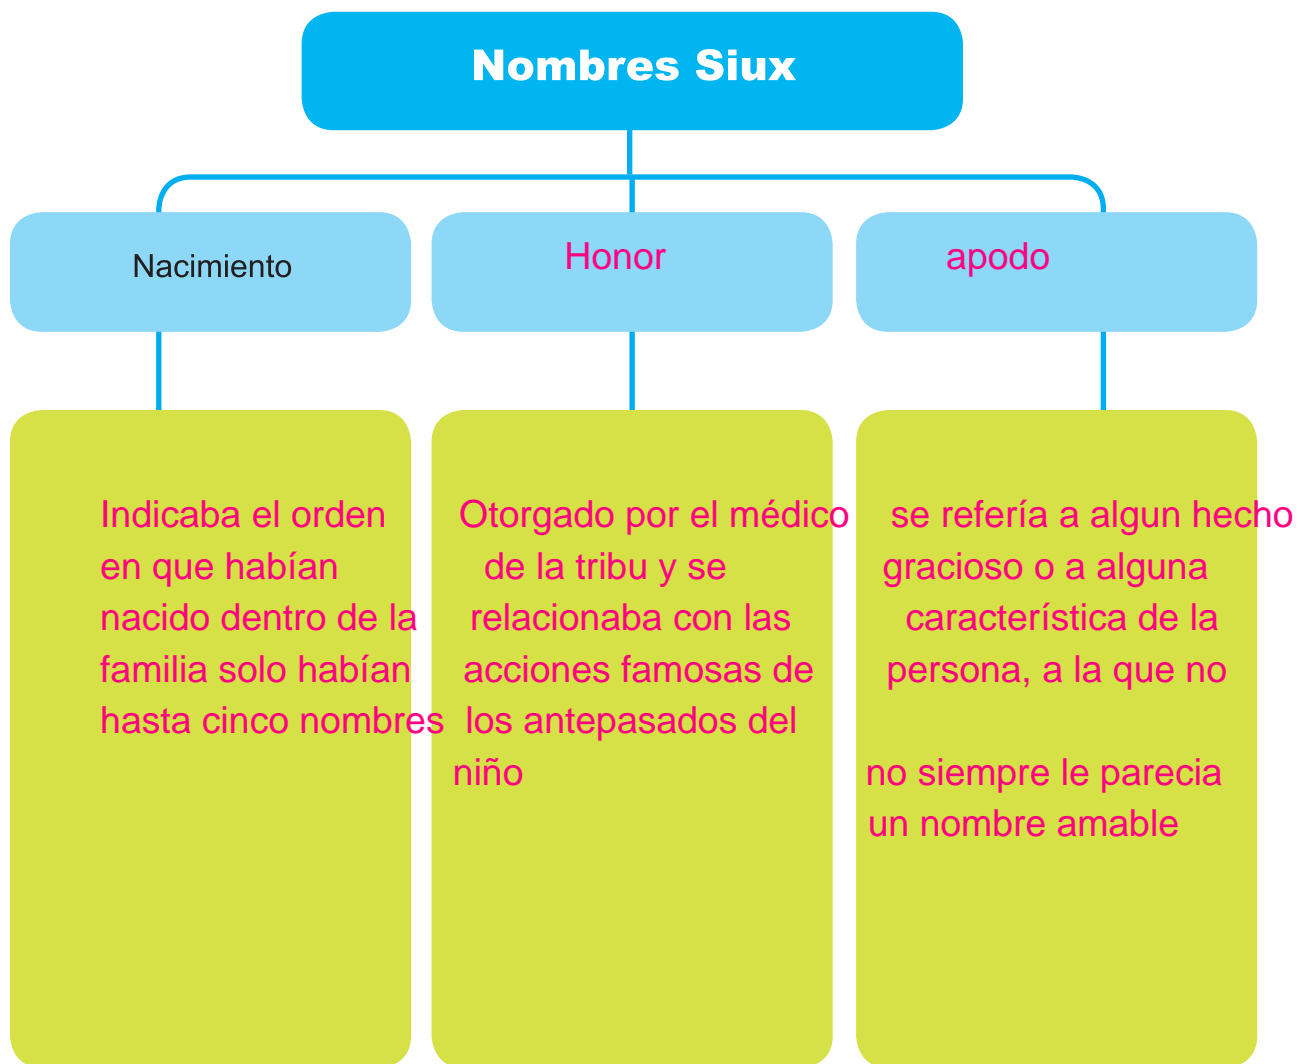 Nombres Siux
Nacimiento
Honor
apodo
Indicaba el orden
en que habían
nacido dentro de la
familia solo habían
hasta cinco nombres
Otorgado por el médico
de la tribu y se
relacionaba con las
acciones famosas de
los antepasados del
niño
se refería a algun hecho
gracioso o a alguna
característica de la
persona, a la que no
no siempre le parecia
un nombre amable